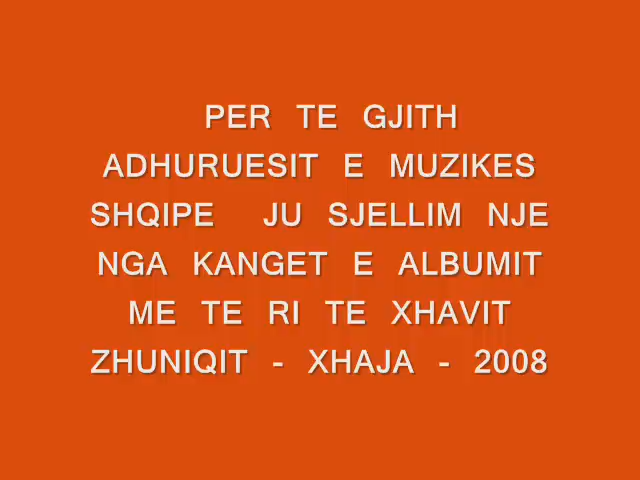 PER TE GJITH
ADHURUESIT E MUZIKES
SHQIPE JU SJELLIM NJE
NGA KANGET E ALBUMIT
ME TE RI TE XHAVIT
ZHUNIQIT - XHAJA - 2008